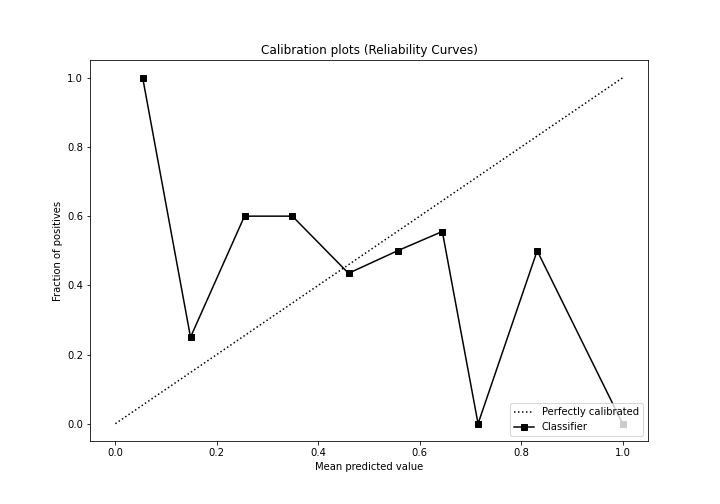 Calibration plots (Reliability Curves)
1.0
0.8
0.6
0.4
0.2
0.0
Fraction of positives
Perfectly calibrated
Classifier
0.0 0.2 0.4 0.6 0.8 1.0
Mean predicted value